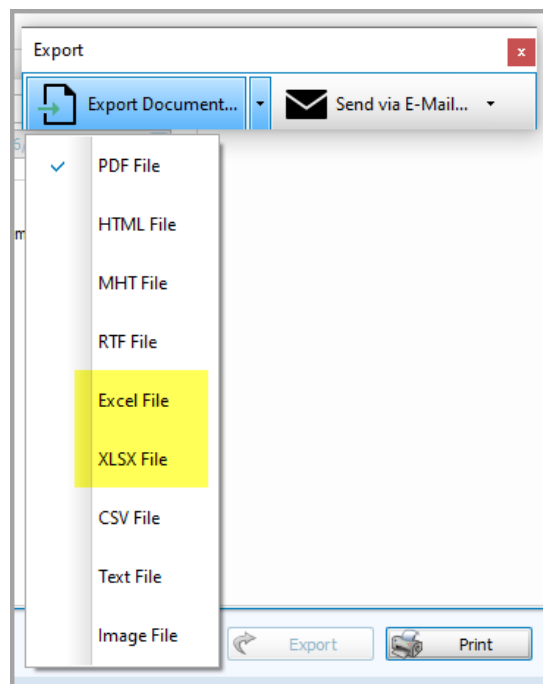 Export
x
Export Document... Send via E-Mail...
PDF File
HTML File
MHT File
RTF File
Excel File
XLSX File
CSV File
Text File
Image File
Export Print